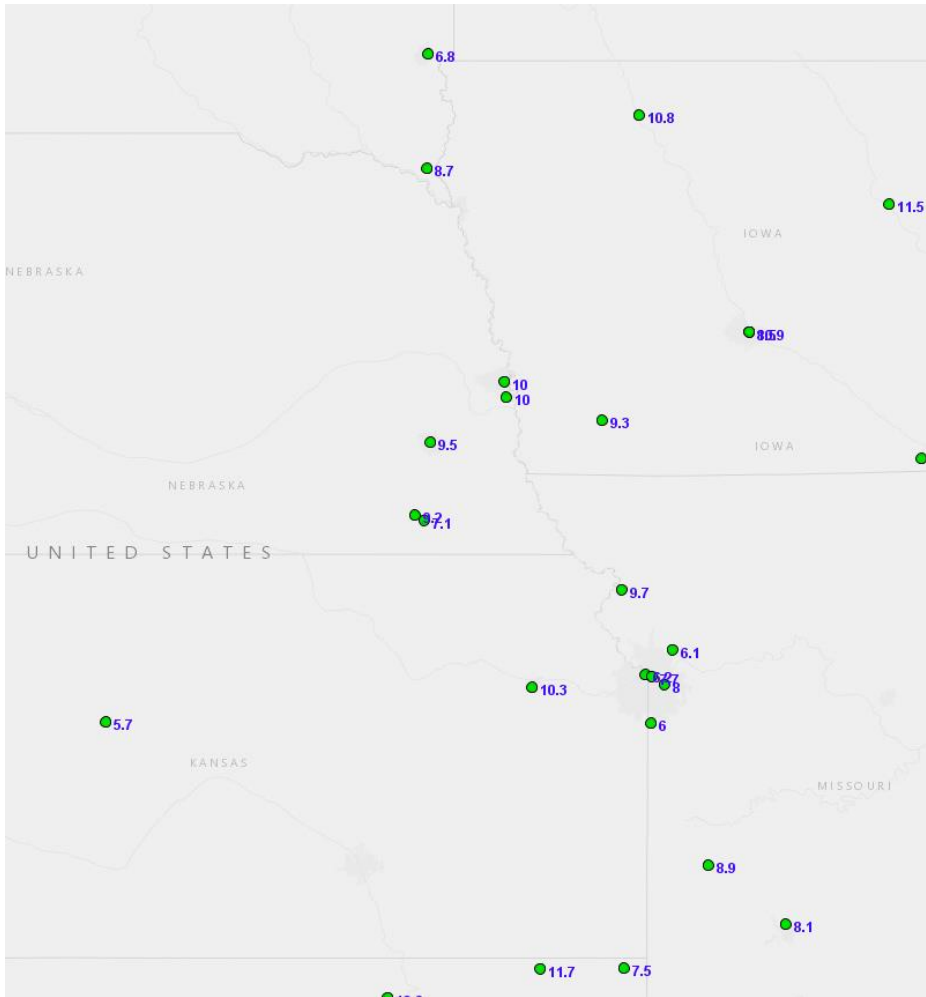 6.8
10.8
8.7
11.5
IOWA
NEBRASKA
10
10
9.3
9.5
IOWA
NEBRASKA
7.1
UNITED STATES
9.7
6.1
8
10.3
5.7
6
KANSAS
MISSOURI
8.9
8.1
11.7
7.5